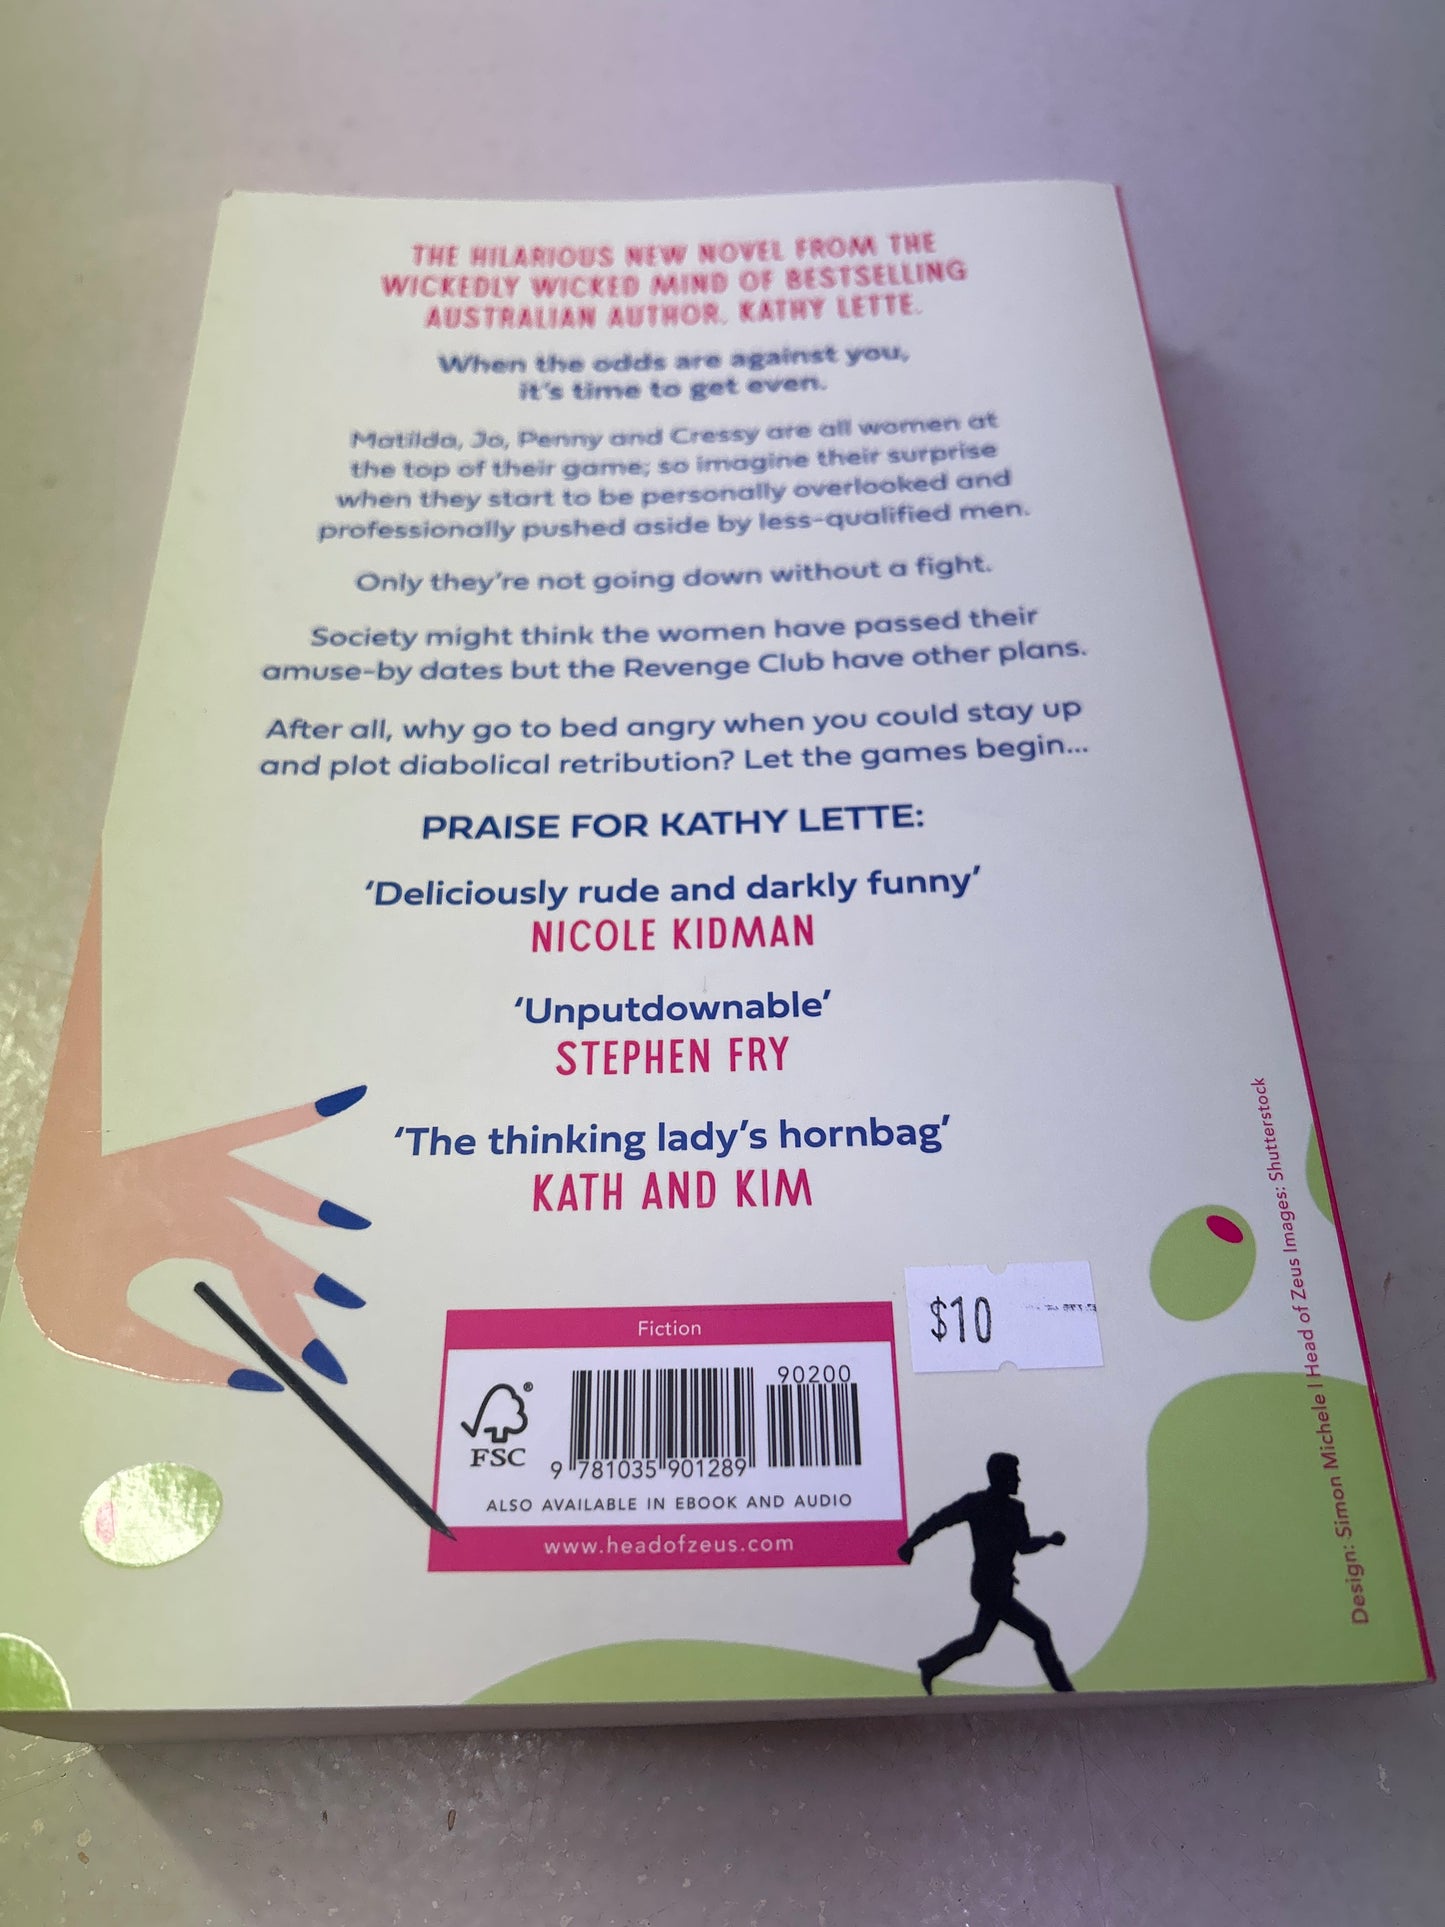 THE HILARIOUS NEW NOVEL FROM THE
WICKEDLY WICKED MIND OF BESTSELLING
AUSTRALIAN AUTHOR, KATHY LETTE.
When the odds are against you,
it's time to get even.
Matilda, Jo, Penny and Cressy are all women at
the top of their game; so imagine their surprise
when they start to be personally overlooked and
professionally pushed aside by less-qualified men.
Only they're not going down without a fight.
Society might think the women have passed their
amuse-by dates but the Revenge Club have other plans.
After all, why go to bed angry when you could stay up
and plot diabolical retribution? Let the games begin...
PRAISE FOR KATHY LETTE:
'Deliciously rude and darkly funny'
NICOLE KIDMAN
'Unputdownable'
STEPHEN FRY
'The thinking lady's hornbag'
KATH AND KIM
$10
Fiction
90200
FSC®
9 781035 901289
ALSO AVAILABLE IN EBOOK AND AUDIO
www.headofzeus.com
Design: Simon Michele | Head of Zeus Images: Shutterstock